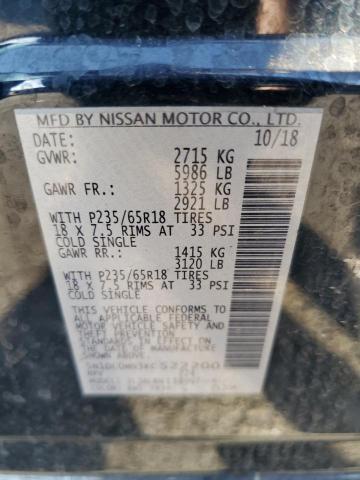 MFD BY NISSAN MOTOR CO., LTD.
DATE: 10/18
GVWR: 2715 KG
5986 LB
GAWR FR.: 1325 KG
2921 LB
WITH P235/65R18 TIRES
18 X 7.5 RIMS AT 33 PSI
COLD SINGLE
GAWR RR.: 1415 KG
3120 LB
WITH P235/65R18 TIRES
18 X 7.5 RIMS AT 33 PSI
COLD SINGLE
THIS VEHICLE CONFORMS TO
ALL APPLICABLE FEDERAL
MOTOR VEHICLE SAFETY,
BUMPER, AND THEFT
PREVENTION STANDARDS
IN EFFECT ON THE DATE OF
MANUFACTURE SHOWN ABOVE.
MPV